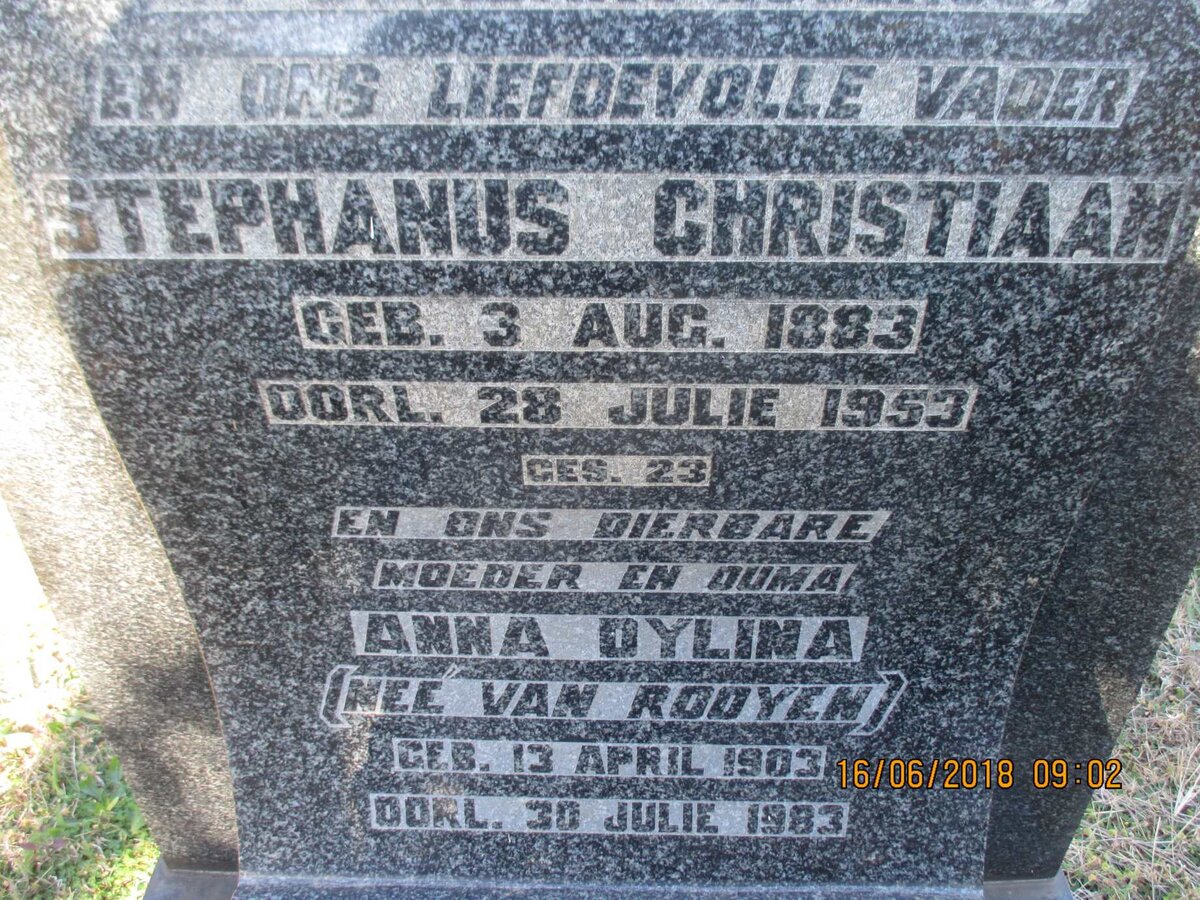 EN ONS LIEFDEVOLLE VADER
STEPHANUS CHRISTIAAN
GEB. 3 AUG. 1883
OORL. 28 JULIE 1953
GES. 23
EN ONS DIERBARE
MOEDER EN OUMA
ANNA DYLINA
(NEÉ VAN ROOYEN)
GEB. 13 APRIL 1903
OORL. 30 JULIE 1983
16/06/2018 09:02